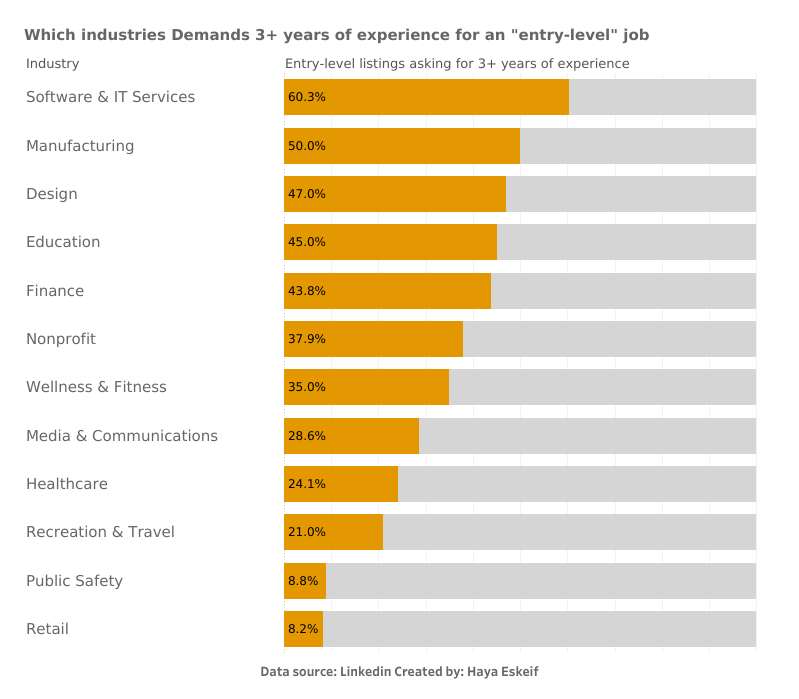 Which industries Demands 3+ years of experience for an "entry-level" job
Industry Entry-level listings asking for 3+ years of experience
Software & IT Services 60.3%
Manufacturing 50.0%
Design 47.0%
Education 45.0%
Finance 43.8%
Nonprofit 37.9%
Wellness & Fitness 35.0%
Media & Communications 28.6%
Healthcare 24.1%
Recreation & Travel 21.0%
Public Safety 8.8%
Retail 8.2%
Data source: Linkedin Created by: Haya Eskeif